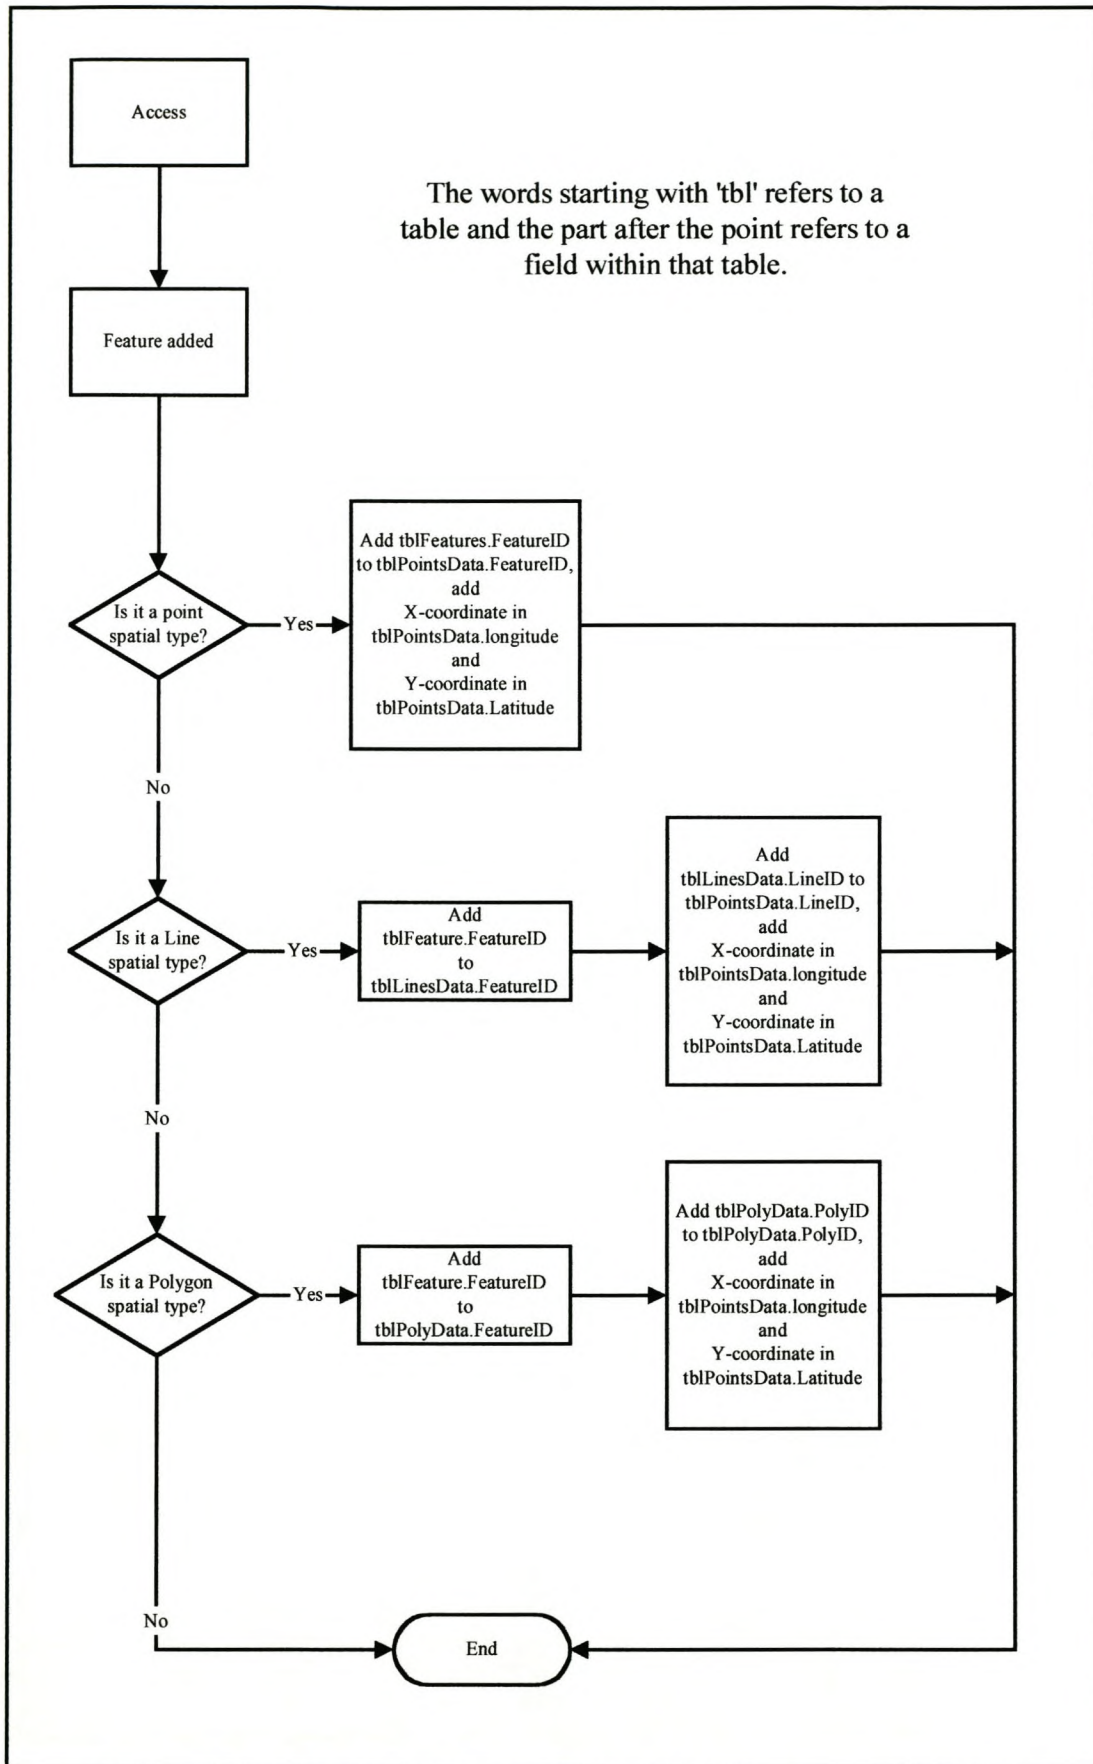 Access
The words starting with 'tbl' refers to a
table and the part after the point refers to a
field within that table.
Feature added
Is it a point
spatial type?
Yes
Add tblFeatures.FeatureID
to tblPointsData.FeatureID,
add
X-coordinate in
tblPointsData.longitude
and
Y-coordinate in
tblPointsData.Latitude
No
Is it a Line
spatial type?
Yes
Add
tblFeature.FeatureID
to
tblLinesData.FeatureID
Add
tblLinesData.LineID to
tblPointsData.LineID,
add
X-coordinate in
tblPointsData.longitude
and
Y-coordinate in
tblPointsData.Latitude
No
Is it a Polygon
spatial type?
Yes
Add
tblFeature.FeatureID
to
tblPolyData.FeatureID
Add tblPolyData.PolyID
to tblPolyData.PolyID,
add
X-coordinate in
tblPointsData.longitude
and
Y-coordinate in
tblPointsData.Latitude
No
End